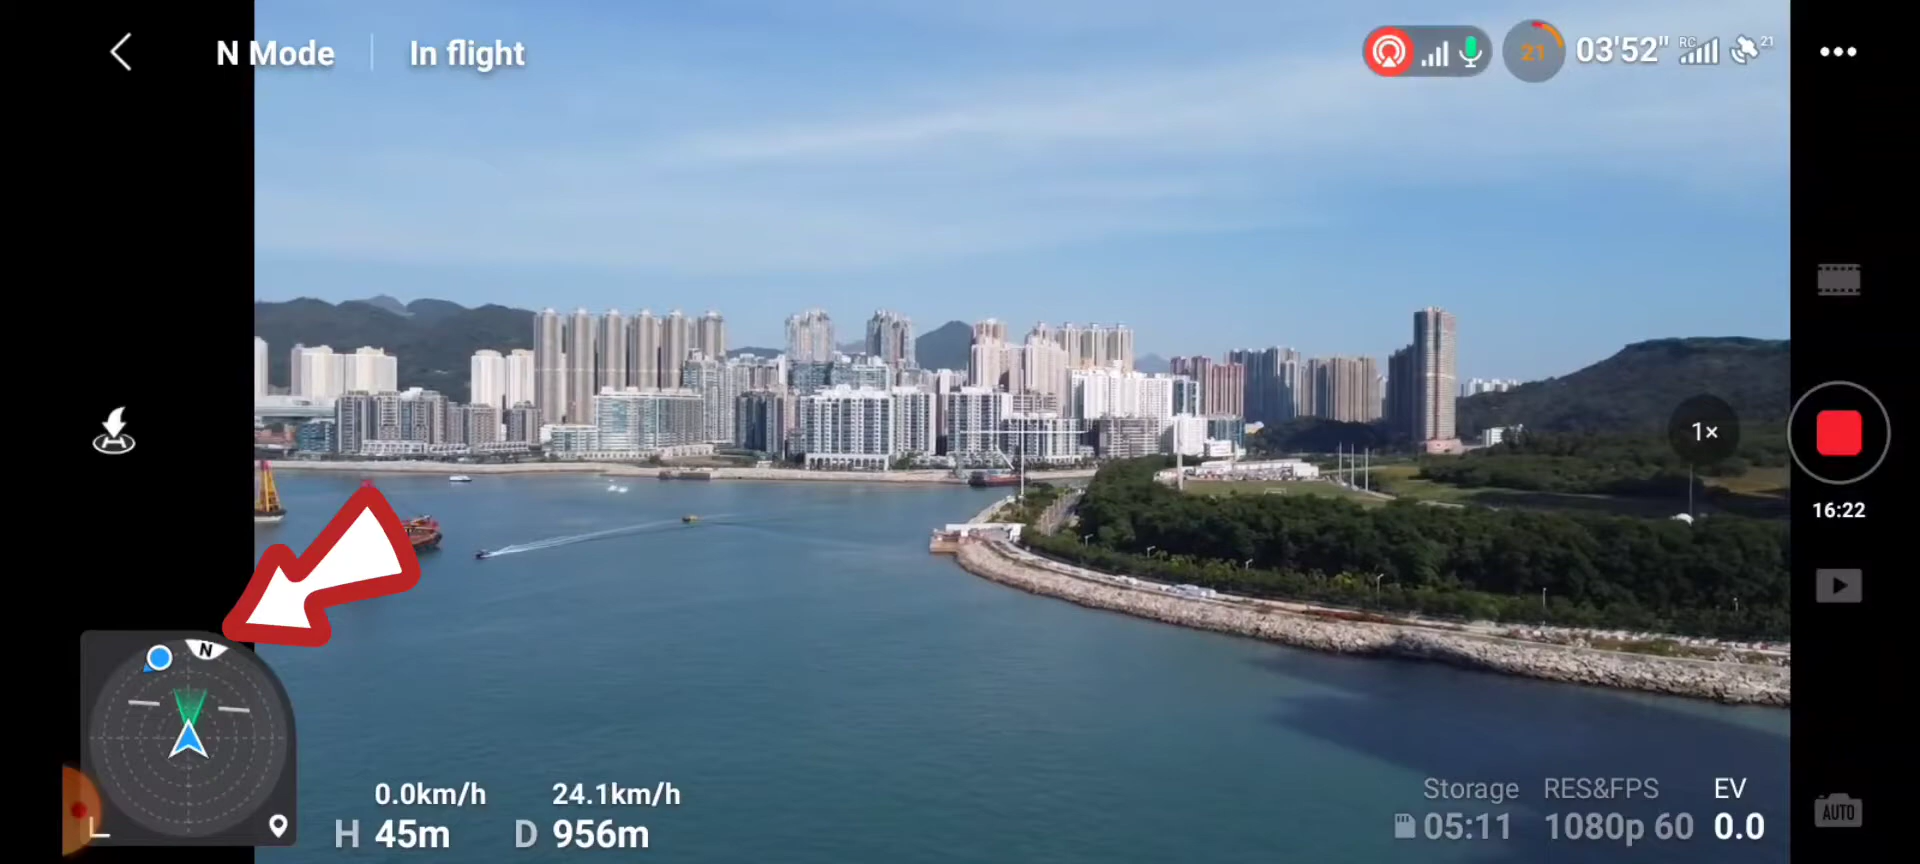 N Mode In flight
21 03'52" RC 21
1×
16:22
N
0.0km/h 24.1km/h
H 45m D 956m
Storage RES&FPS EV
05:11 1080p 60 0.0
AUTO